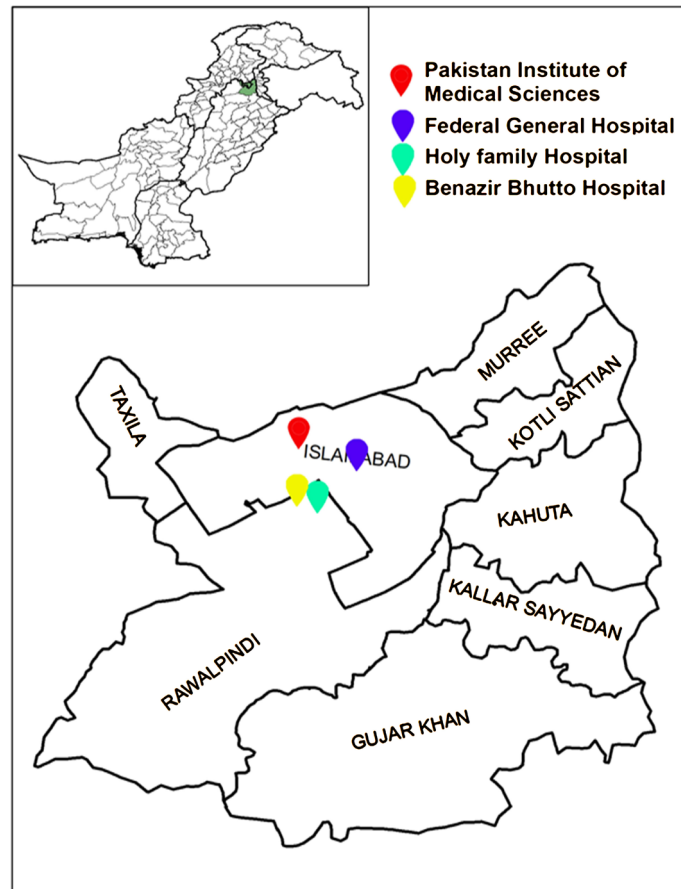 Pakistan Institute of
Medical Sciences
Federal General Hospital
Holy family Hospital
Benazir Bhutto Hospital
MURREE
TAXILA
KOTLI SATTIAN
ISLAMABAD
KAHUTA
KALLAR SAYYEDAN
RAWALPINDI
GUJAR KHAN